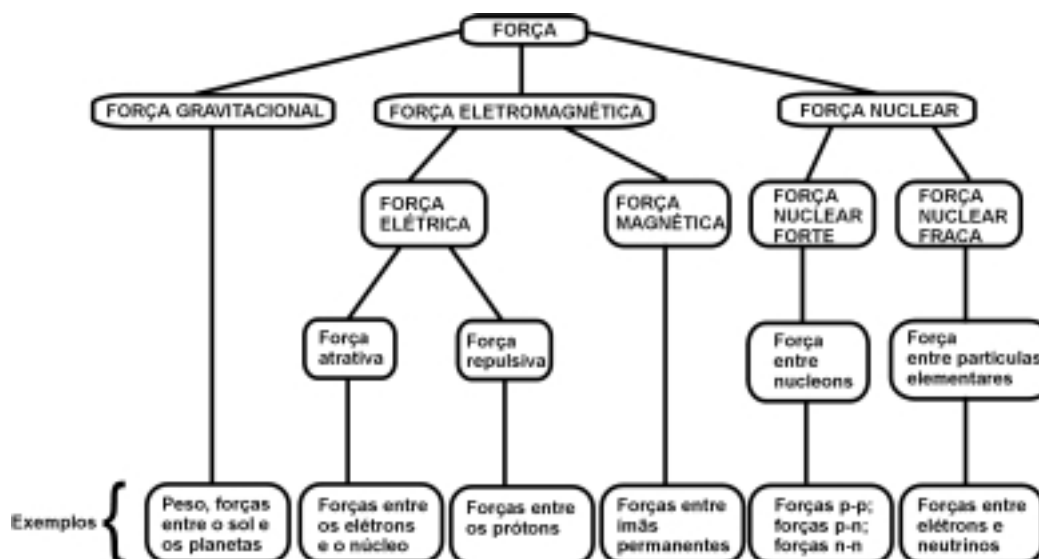 FORÇA
FORÇA GRAVITACIONAL
FORÇA ELETROMAGNÉTICA
FORÇA NUCLEAR
FORÇA
ELÉTRICA
FORÇA
MAGNÉTICA
FORÇA
NUCLEAR
FORTE
FORÇA
NUCLEAR
FRACA
Força
atrativa
Força
repulsiva
Força
entre
nucleons
Força
entre partículas
elementares
Exemplos
Peso, forças
entre o sol e
os planetas
Forças entre
os elétrons
e o núcleo
Forças entre
os prótons
Forças entre
imãs
permanentes
Forças p-p;
forças p-n;
forças n-n
Forças entre
elétrons e
neutrinos